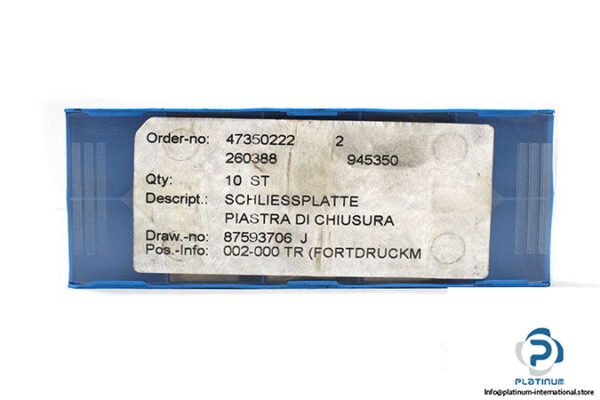 Order-no: 47350222 2
260388 945350
Qty: 10 ST
Descript.: SCHLIESSPLATTE
PIASTRA DI CHIUSURA
Draw.-no: 87593706 J
Pos.-Info: 002-000 TR (FORTDRUCKM
PLATINUM
Info@platinum-international.store